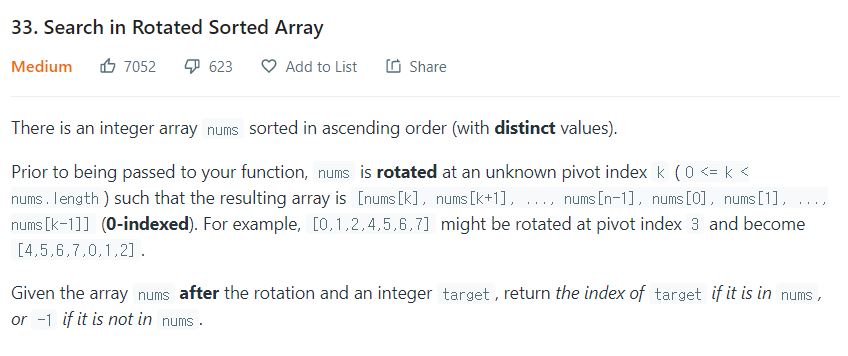 33. Search in Rotated Sorted Array
Medium 7052 623 Add to List Share
There is an integer array nums sorted in ascending order (with distinct values).
Prior to being passed to your function, nums is rotated at an unknown pivot index k (0 <= k <
nums.length) such that the resulting array is [nums[k], nums[k+1], ..., nums[n-1], nums[0], nums[1], ...,
nums[k-1]] (0-indexed). For example, [0,1,2,4,5,6,7] might be rotated at pivot index 3 and become
[4,5,6,7,0,1,2].
Given the array nums after the rotation and an integer target, return the index of target if it is in nums,
or -1 if it is not in nums.